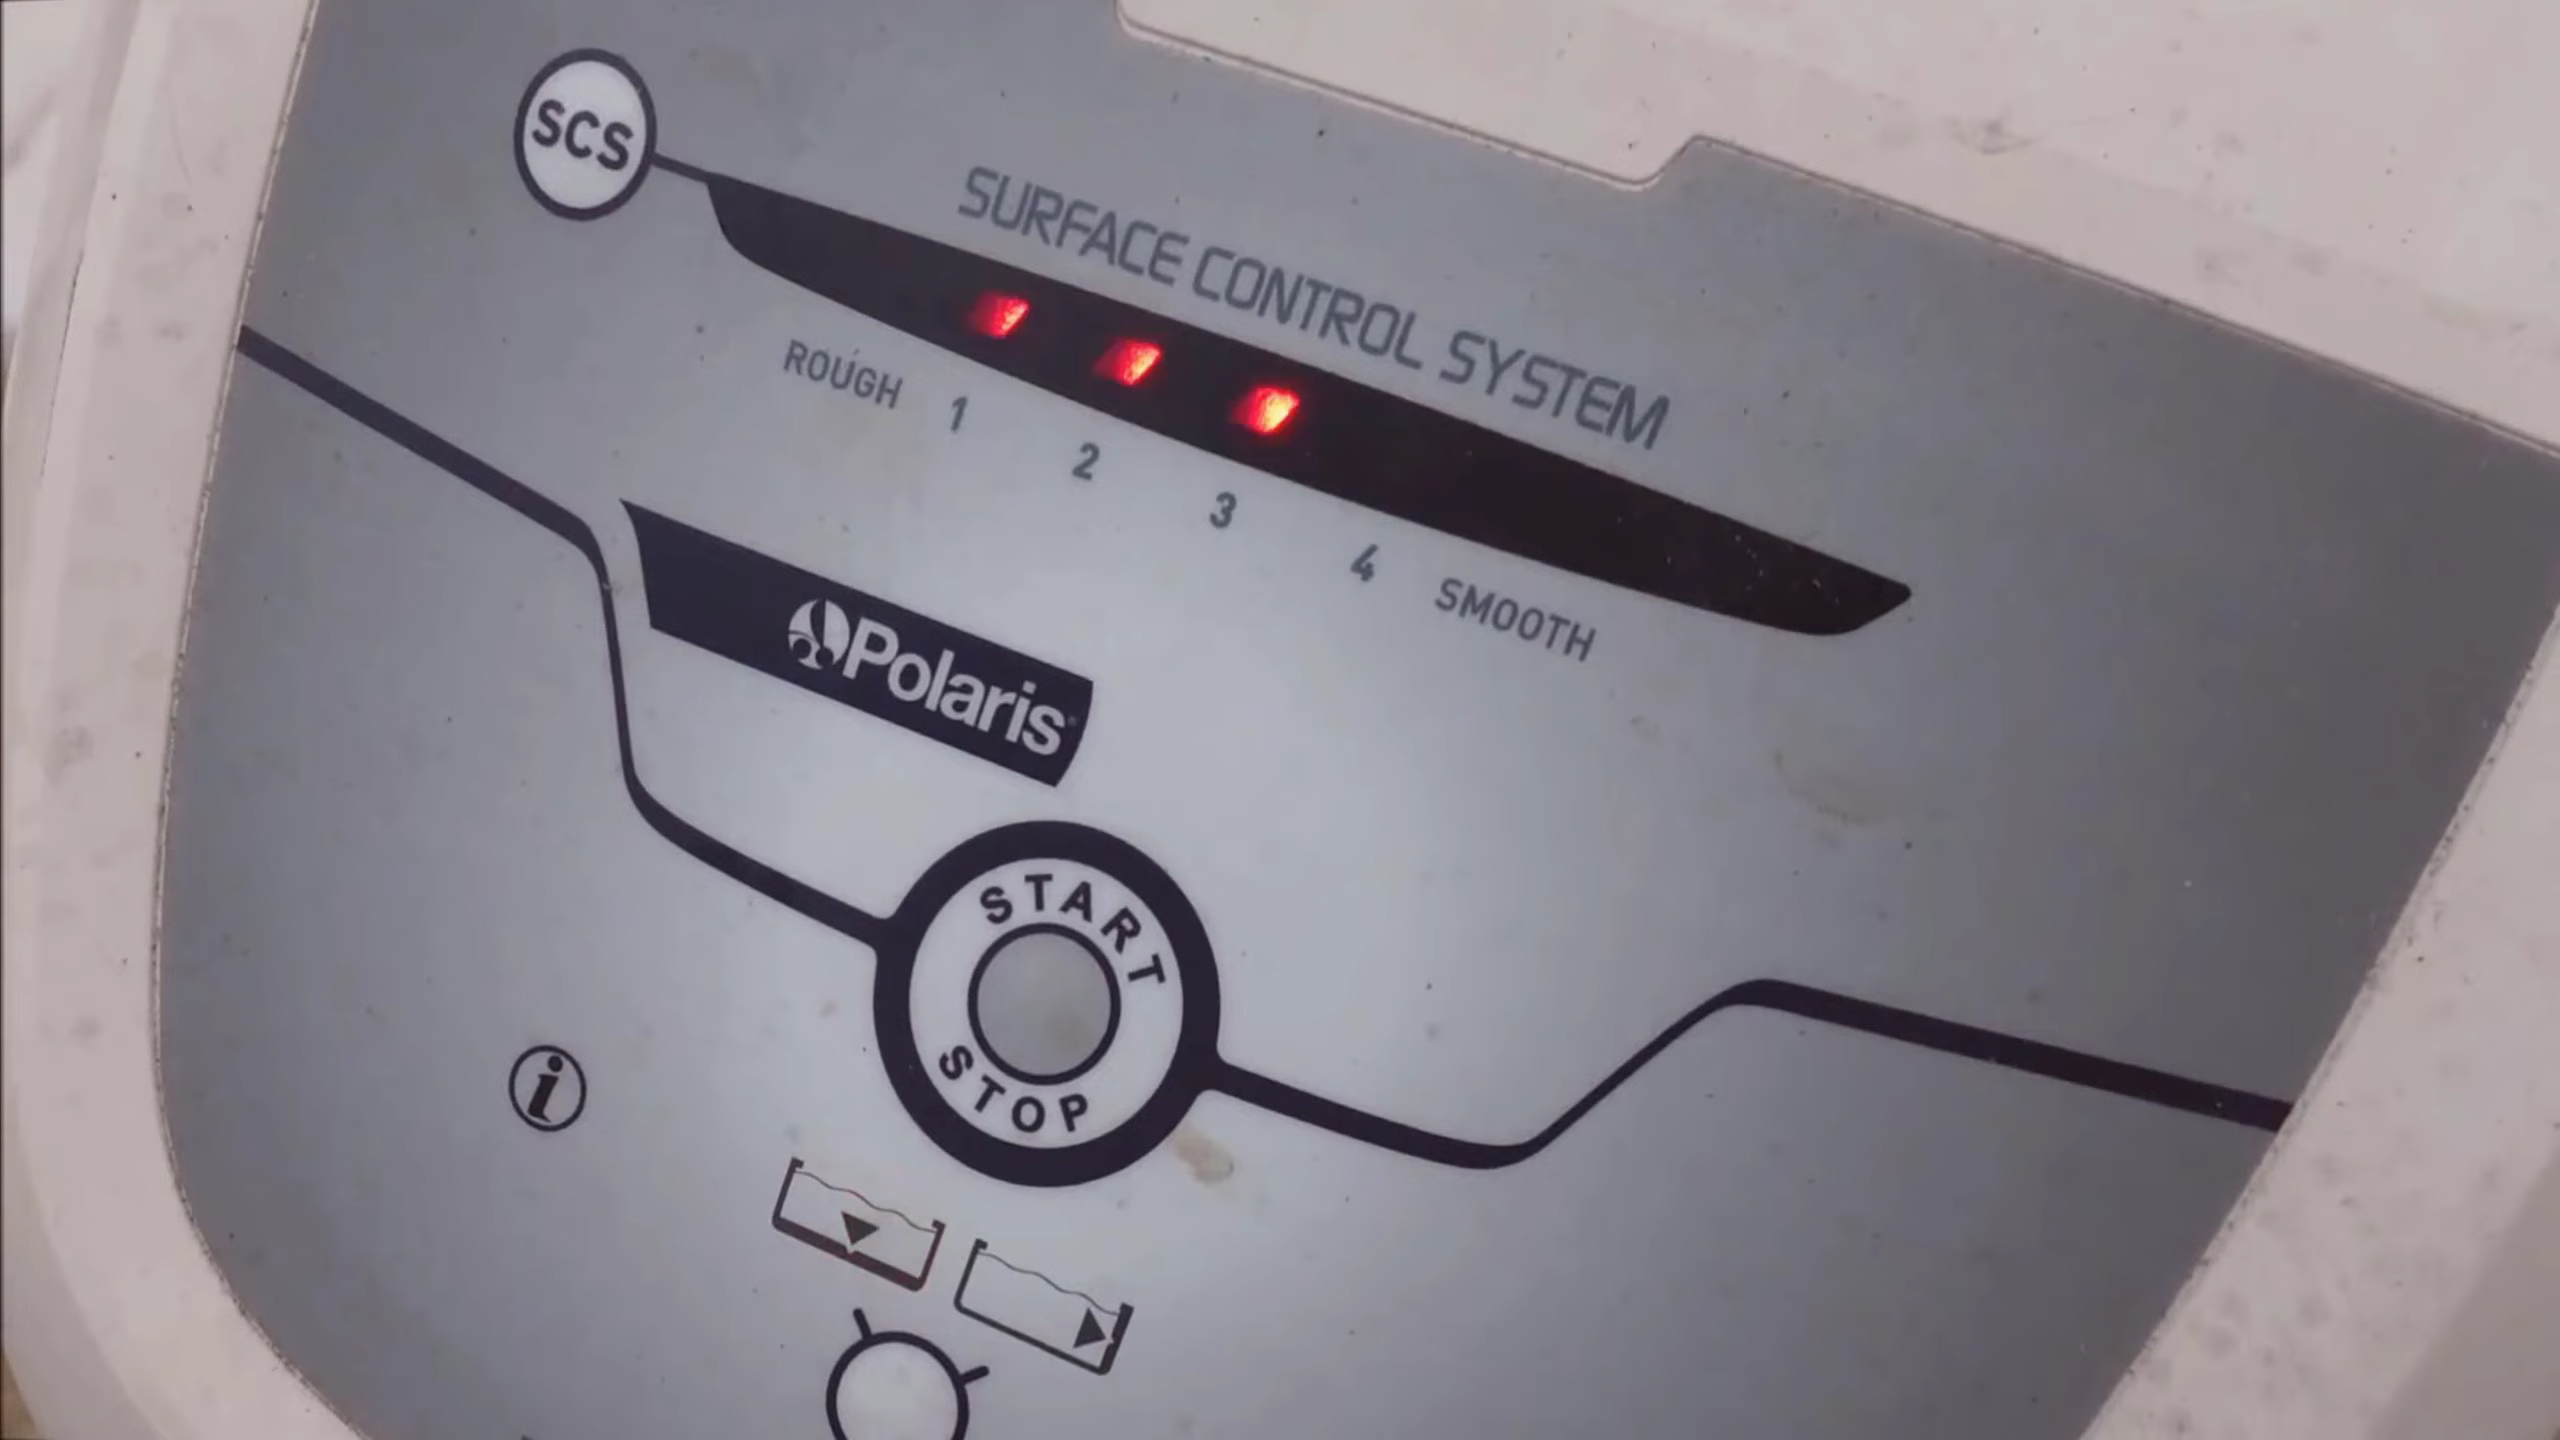 SCS
SURFACE CONTROL SYSTEM
ROUGH 1 2 3 4 SMOOTH
Polaris
START
STOP
i